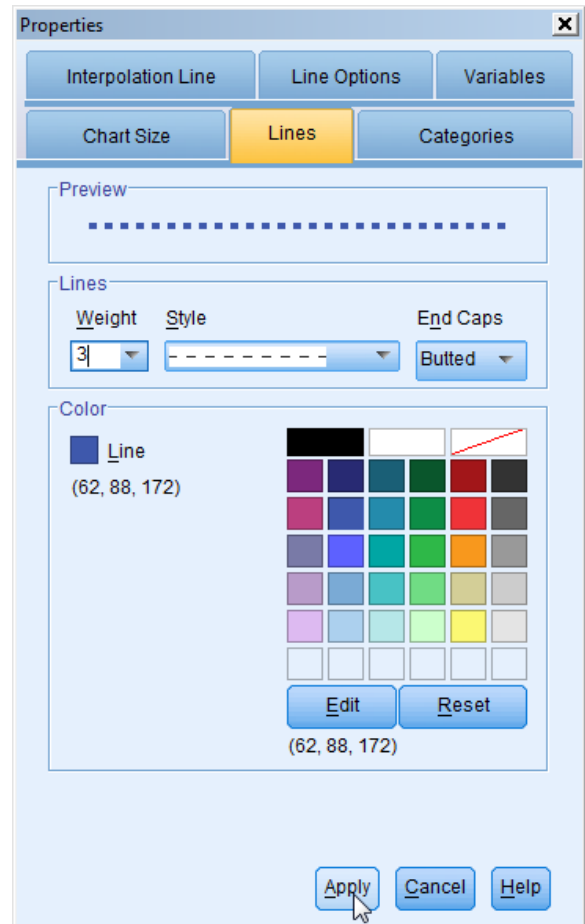 Properties
Interpolation Line Line Options Variables
Chart Size Lines Categories
Preview
Lines
Weight Style End Caps
3 Butted
Color
Line
(62, 88, 172)
Edit Reset
(62, 88, 172)
Apply Cancel Help